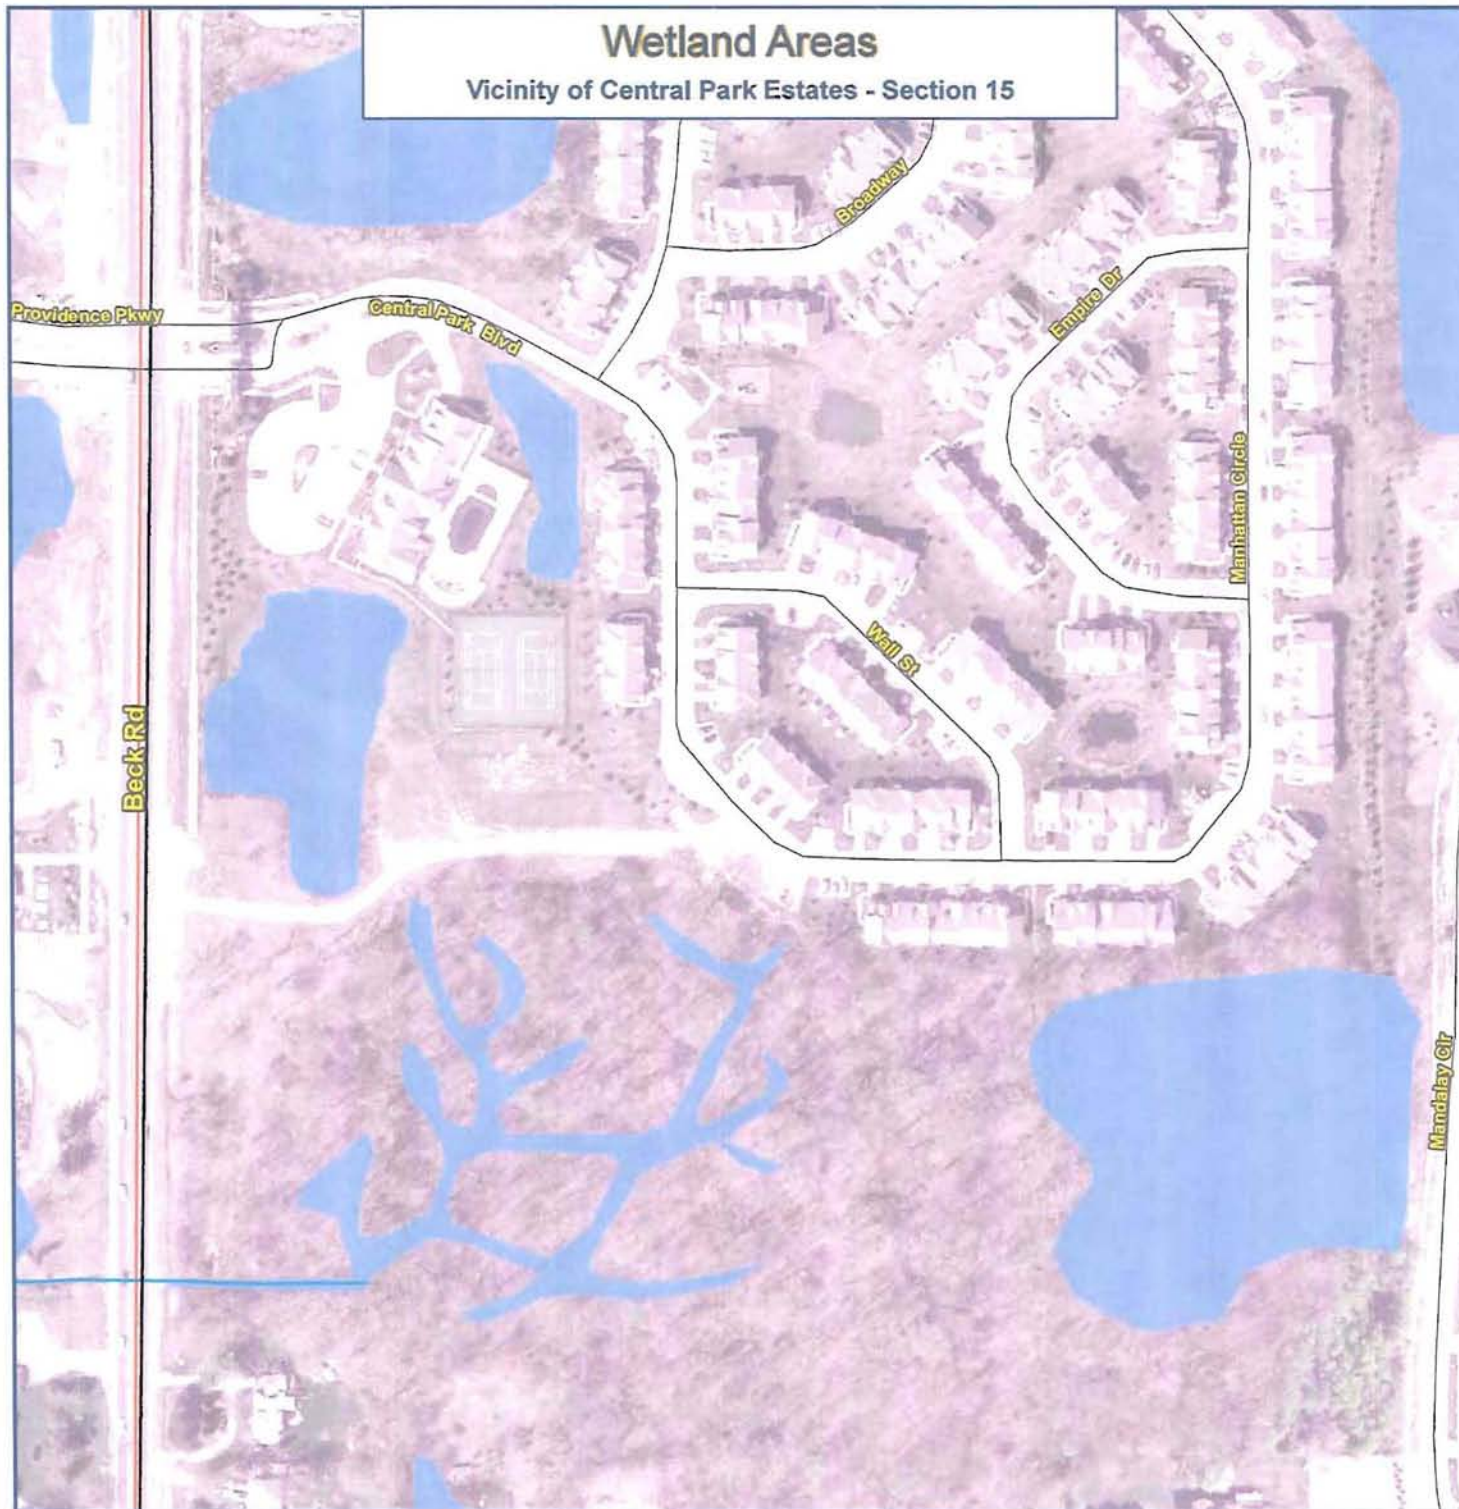 Wetland Areas
Vicinity of Central Park Estates - Section 15
Broadway
Providence Pkwy
Central Park Blvd
Empire Dr
Manhattan Circle
Wall St
Beck Rd
Mandalay Cir